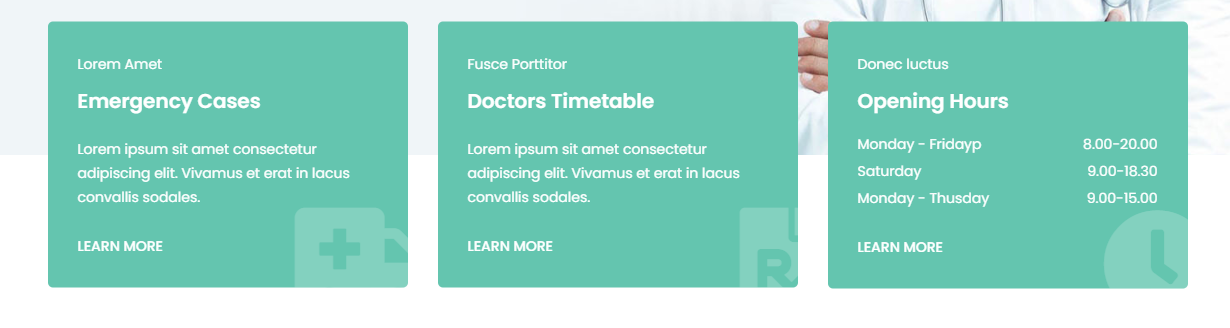 Lorem Amet
Emergency Cases
Lorem ipsum sit amet consectetur
adipiscing elit. Vivamus et erat in lacus
convallis sodales.
LEARN MORE
Fusce Porttitor
Doctors Timetable
Lorem ipsum sit amet consectetur
adipiscing elit. Vivamus et erat in lacus
convallis sodales.
LEARN MORE
R
Donec luctus
Opening Hours
Monday - Fridayp 8.00-20.00
Saturday 9.00-18.30
Monday - Thusday 9.00-15.00
LEARN MORE